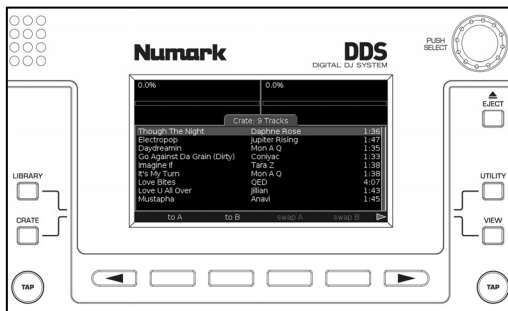 PUSH
SELECT
Numark
DDS
DIGITAL DJ SYSTEM
EJECT
0.0%
0.0%
Crate: 9 Tracks
Though The Night Daphne Rose 1:36
Electropop Jupiter Rising 1:47
Daydreamin Mon A Q 1:35
Go Against Da Grain (Dirty) Coniyac 1:33
Imagine If Tara Z 1:38
It's My Turn Mon A Q 1:38
Love Bites QED 4:07
Love U All Over Jillian 1:43
Mustapha Anavi 1:45
to A to B swap A swap B
LIBRARY
UTILITY
CRATE
VIEW
TAP
TAP